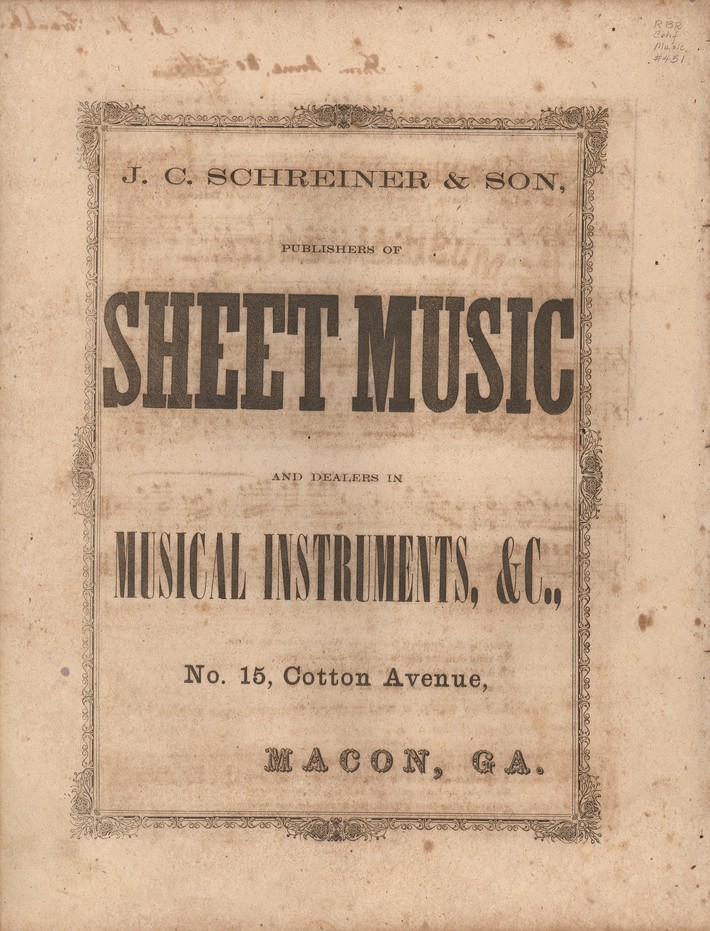 RBR
Conf
Music
#451
J. C. SCHREINER & SON,
PUBLISHERS OF
SHEET MUSIC
AND DEALERS IN
MUSICAL INSTRUMENTS, &C.,
No. 15, Cotton Avenue,
MACON, GA.